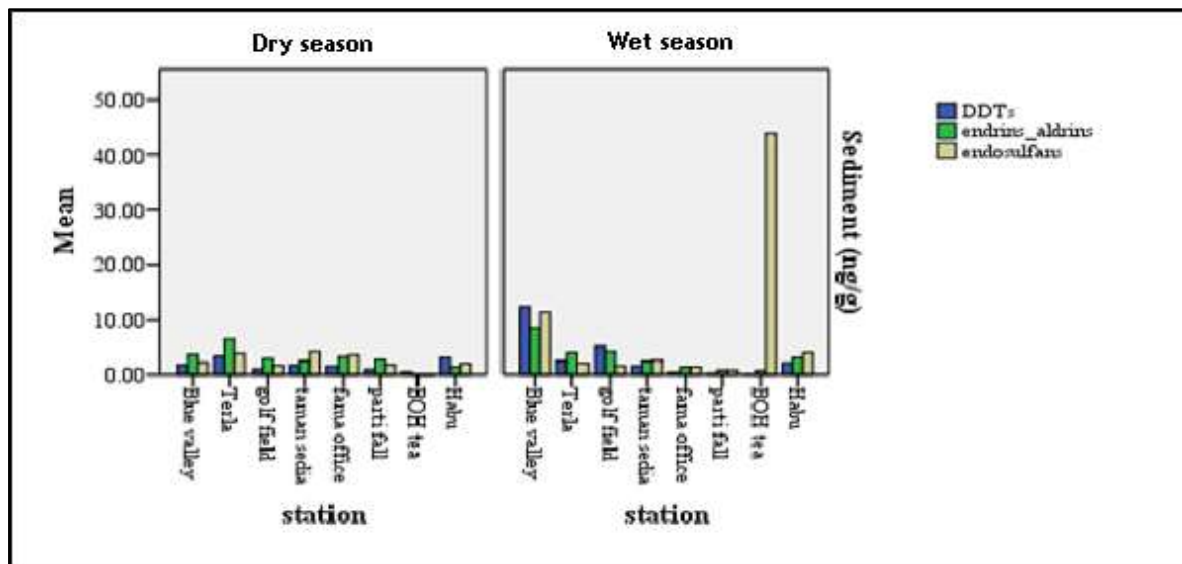 Dry season
Wet season
DDTs
endrins_aldrins
endosulfans
Mean
50.00
40.00
30.00
20.00
10.00
0.00
Sediment (ng/g)
Blue valley
Terla
golf field
taman sedia
fama office
parti fall
BOH tea
Habu
Blue valley
Terla
golf field
taman sedia
fama office
parti fall
BOH tea
Habu
station
station